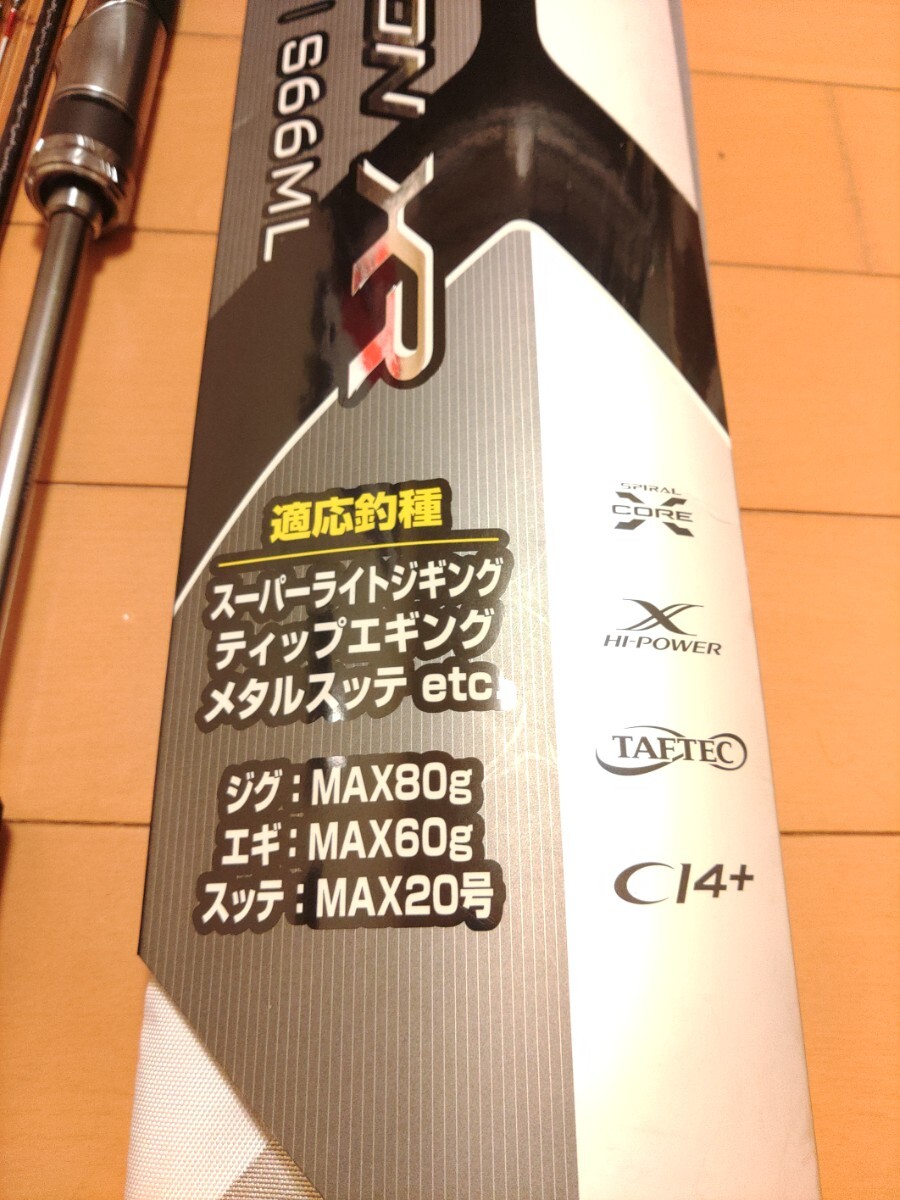 ON XR
S66ML
適応釣種
スーパーライトジギング
ティップエギング
メタルスッテ etc.
ジグ:MAX80g
エギ:MAX60g
スッテ:MAX20号
SPIRAL
X CORE
X
HI-POWER
TAFTEC
CI4+